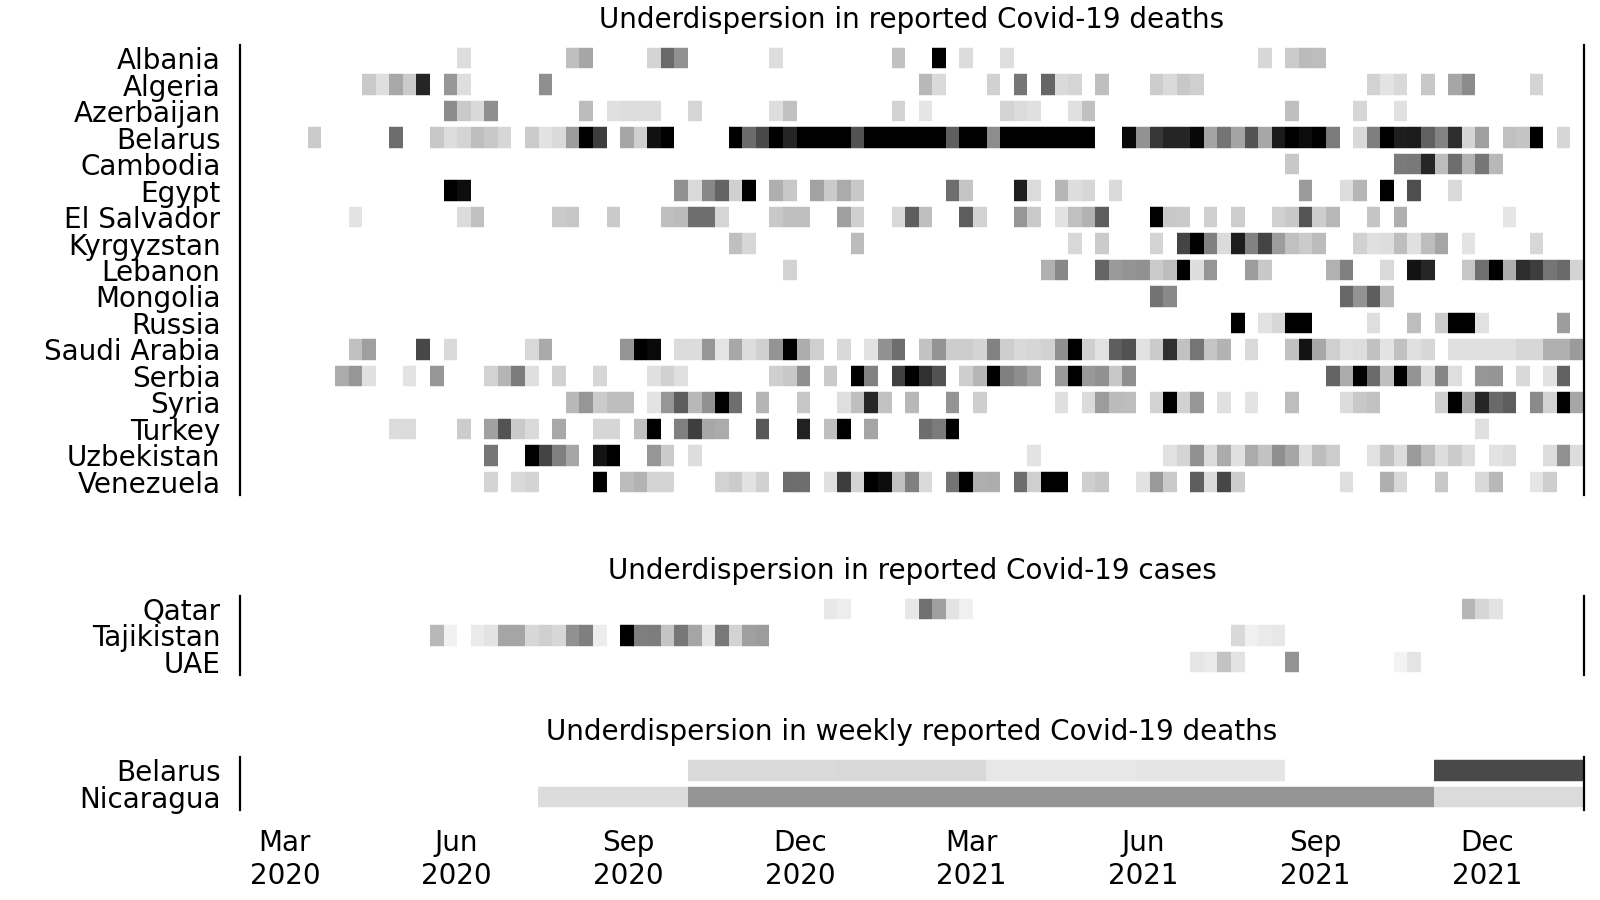 Underdispersion in reported Covid-19 deaths
Albania
Algeria
Azerbaijan
Belarus
Cambodia
Egypt
El Salvador
Kyrgyzstan
Lebanon
Mongolia
Russia
Saudi Arabia
Serbia
Syria
Turkey
Uzbekistan
Venezuela
Underdispersion in reported Covid-19 cases
Qatar
Tajikistan
UAE
Underdispersion in weekly reported Covid-19 deaths
Belarus
Nicaragua
Mar Jun Sep Dec Mar Jun Sep Dec
2020 2020 2020 2020 2021 2021 2021 2021